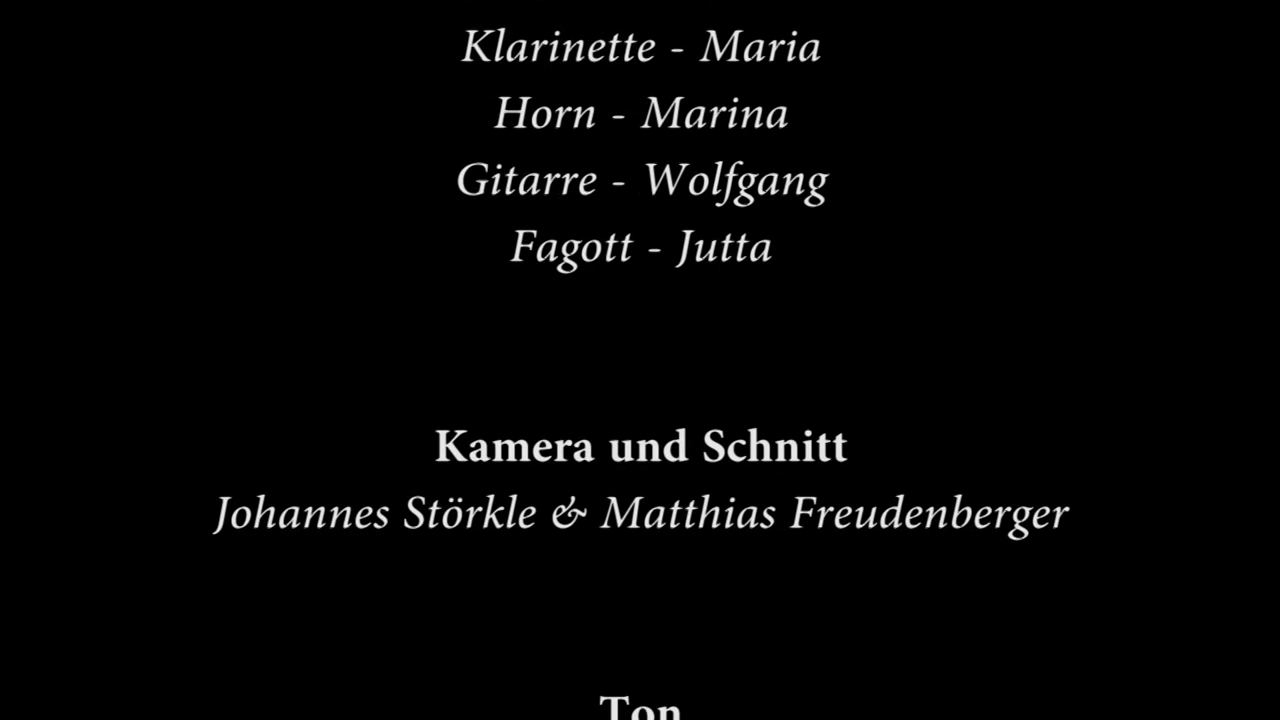 Klarinette - Maria
Horn - Marina
Gitarre - Wolfgang
Fagott - Jutta
Kamera und Schnitt
Johannes Störkle & Matthias Freudenberger
Ton